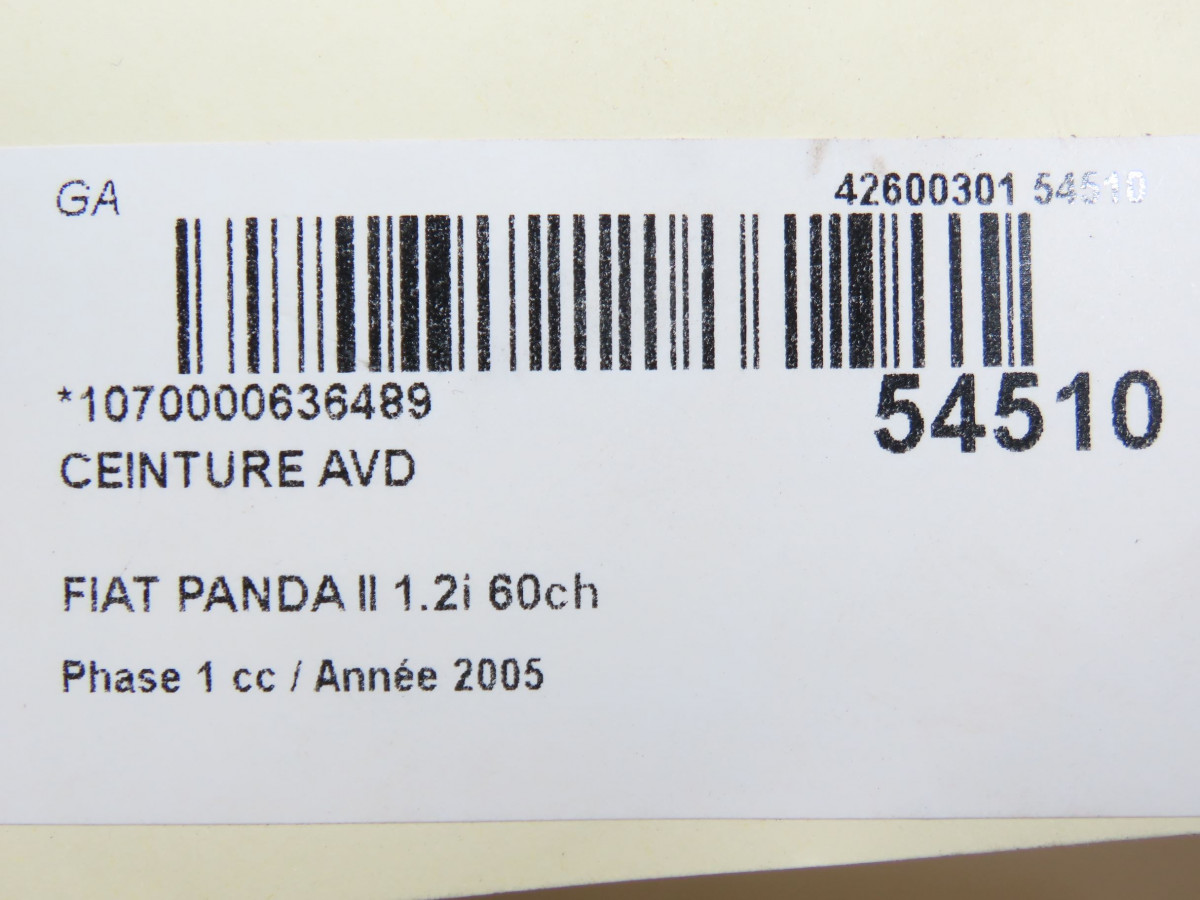 GA
42600301 54510
*1070000636489
54510
CEINTURE AVD
FIAT PANDA II 1.2i 60ch
Phase 1 cc / Année 2005